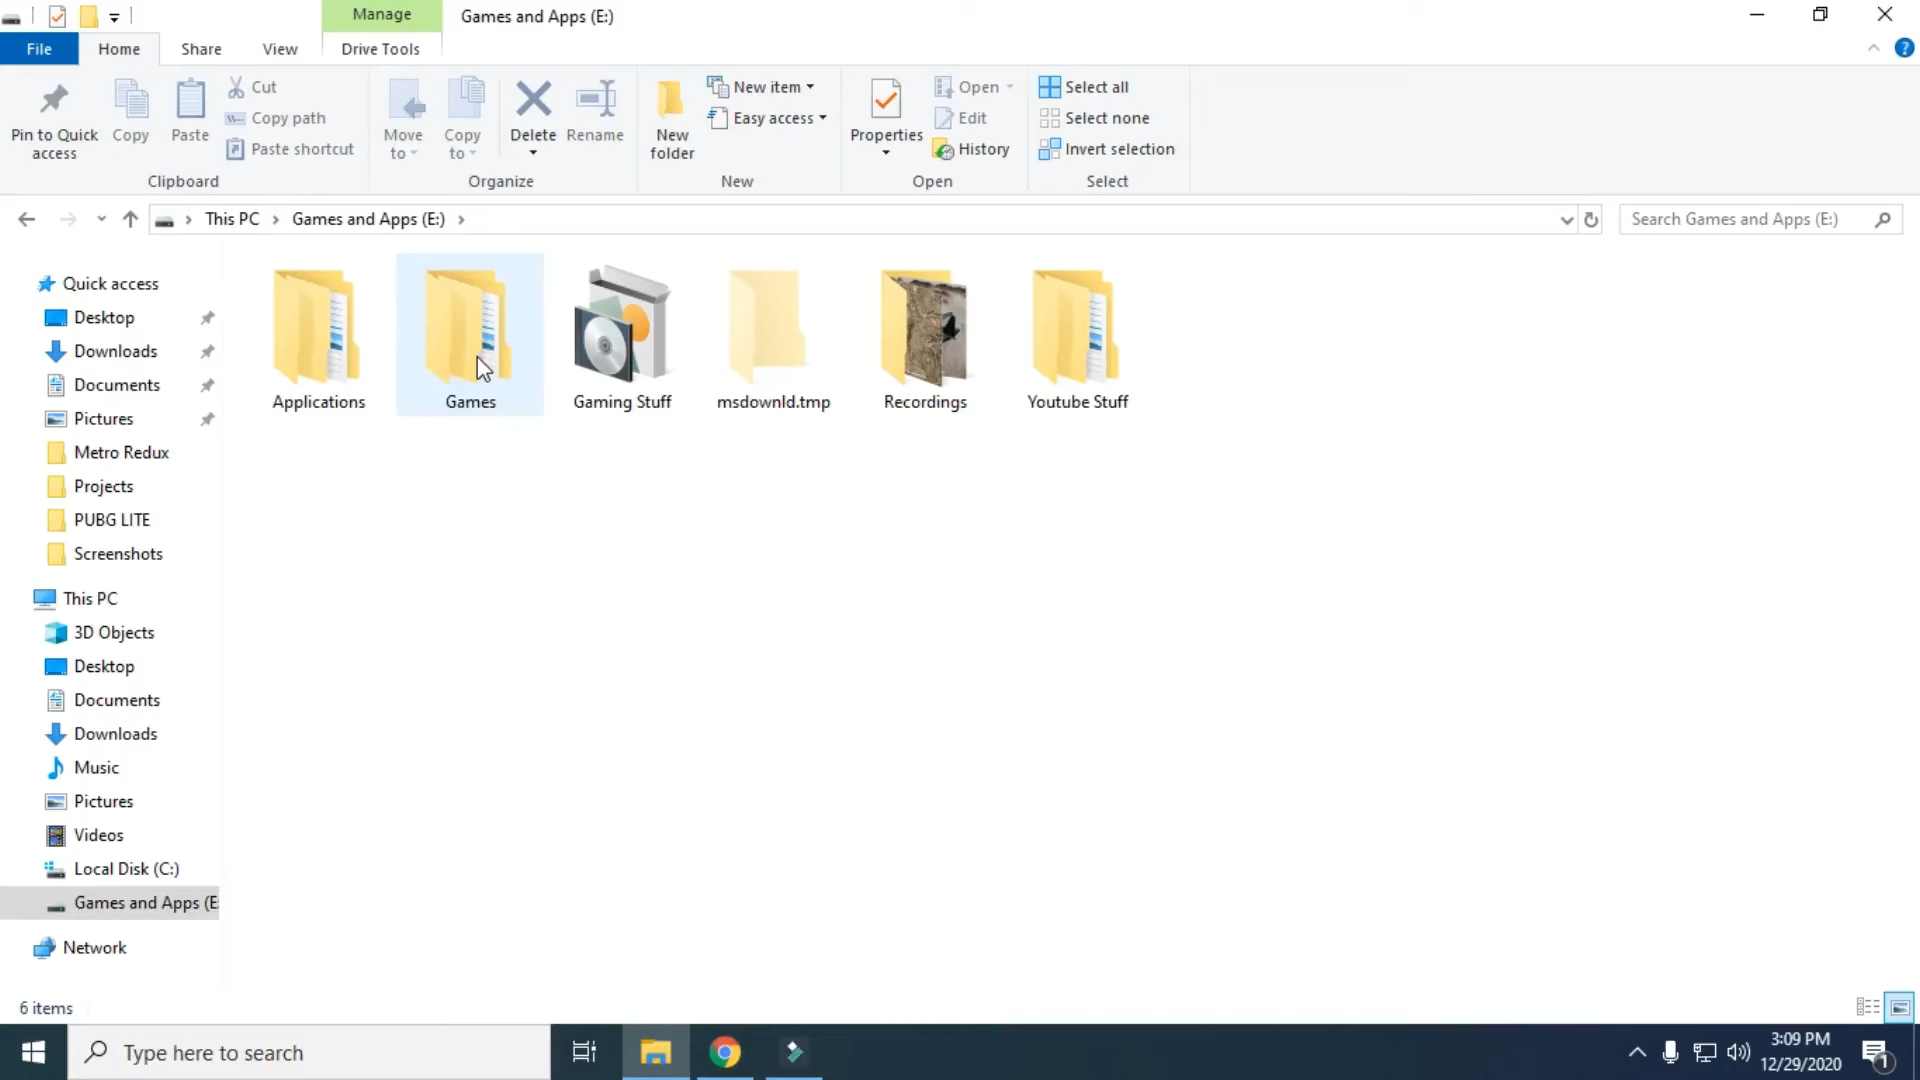 Manage
Games and Apps (E:)
File
Home
Share
View
Drive Tools
Pin to Quick access
Copy
Paste
Cut
Copy path
Paste shortcut
Clipboard
Move to
Copy to
Delete
Rename
Organize
New folder
New item
Easy access
New
Properties
Open
Edit
History
Open
Select all
Select none
Invert selection
Select
This PC
Games and Apps (E:)
Search Games and Apps (E:)
Quick access
Desktop
Downloads
Documents
Pictures
Metro Redux
Projects
PUBG LITE
Screenshots
This PC
3D Objects
Desktop
Documents
Downloads
Music
Pictures
Videos
Local Disk (C:)
Games and Apps (E
Network
Applications
Games
Gaming Stuff
msdownld.tmp
Recordings
Youtube Stuff
6 items
Type here to search
3:09 PM
12/29/2020
1